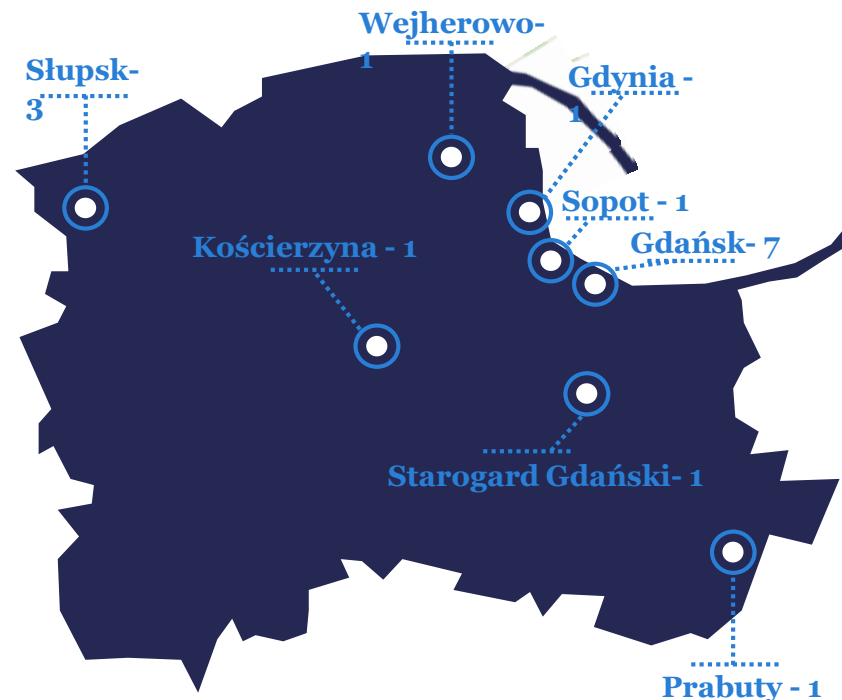 Wejherowo-
1
Słupsk-
3
Gdynia -
1
Sopot - 1
Gdańsk- 7
Kościerzyna - 1
Starogard Gdański- 1
Prabuty - 1